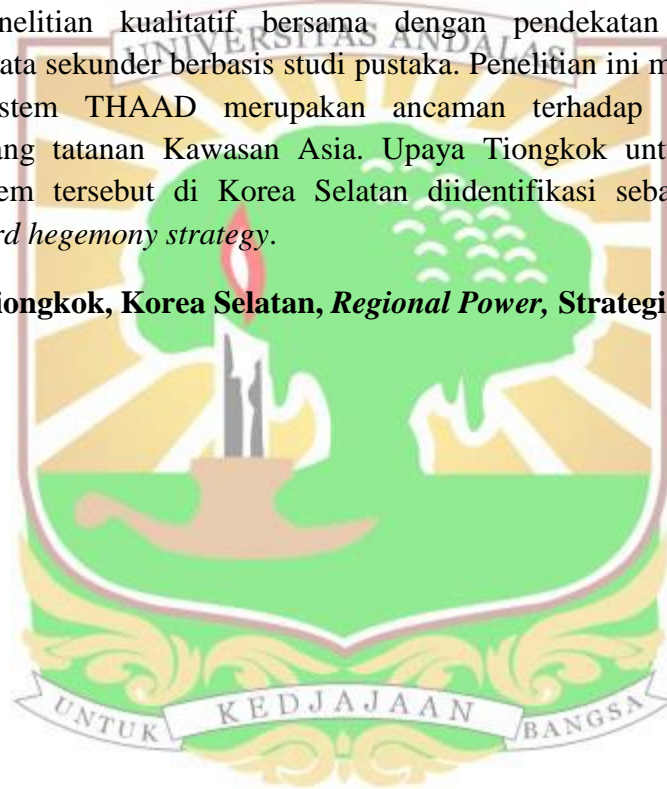 enelitian kualitatif bersama dengan pendekatan
UNIVERSITAS ANDALAS
ata sekunder berbasis studi pustaka. Penelitian ini m
stem THAAD merupakan ancaman terhadap
ang tatanan Kawasan Asia. Upaya Tiongkok untu
em tersebut di Korea Selatan diidentifikasi seba
rd hegemony strategy.
iongkok, Korea Selatan, Regional Power, Strategi
UNTUK KEDJAJAAN BANGSA